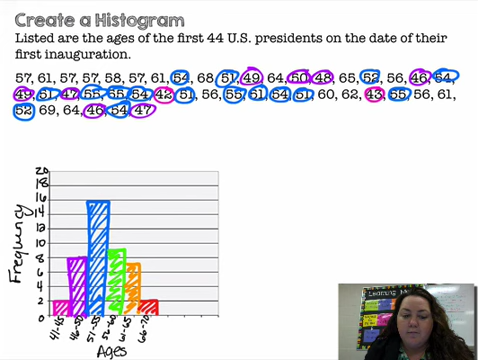 Create a Histogram
Listed are the ages of the first 44 U.S. presidents on the date of their
first inauguration.
57, 61, 57, 57, 58, 57, 61, 54, 68, 51, 49, 64, 50, 48, 65, 52, 56, 46, 54,
49, 51, 47, 55, 55, 54, 42, 51, 56, 55, 51, 54, 51, 60, 62, 43, 55, 56, 61,
52, 69, 64, 46, 54, 47
Frequency
20
18
16
14
12
10
8
6
4
2
0
41-45
46-50
51-55
56-60
61-65
66-70
Ages
Learning